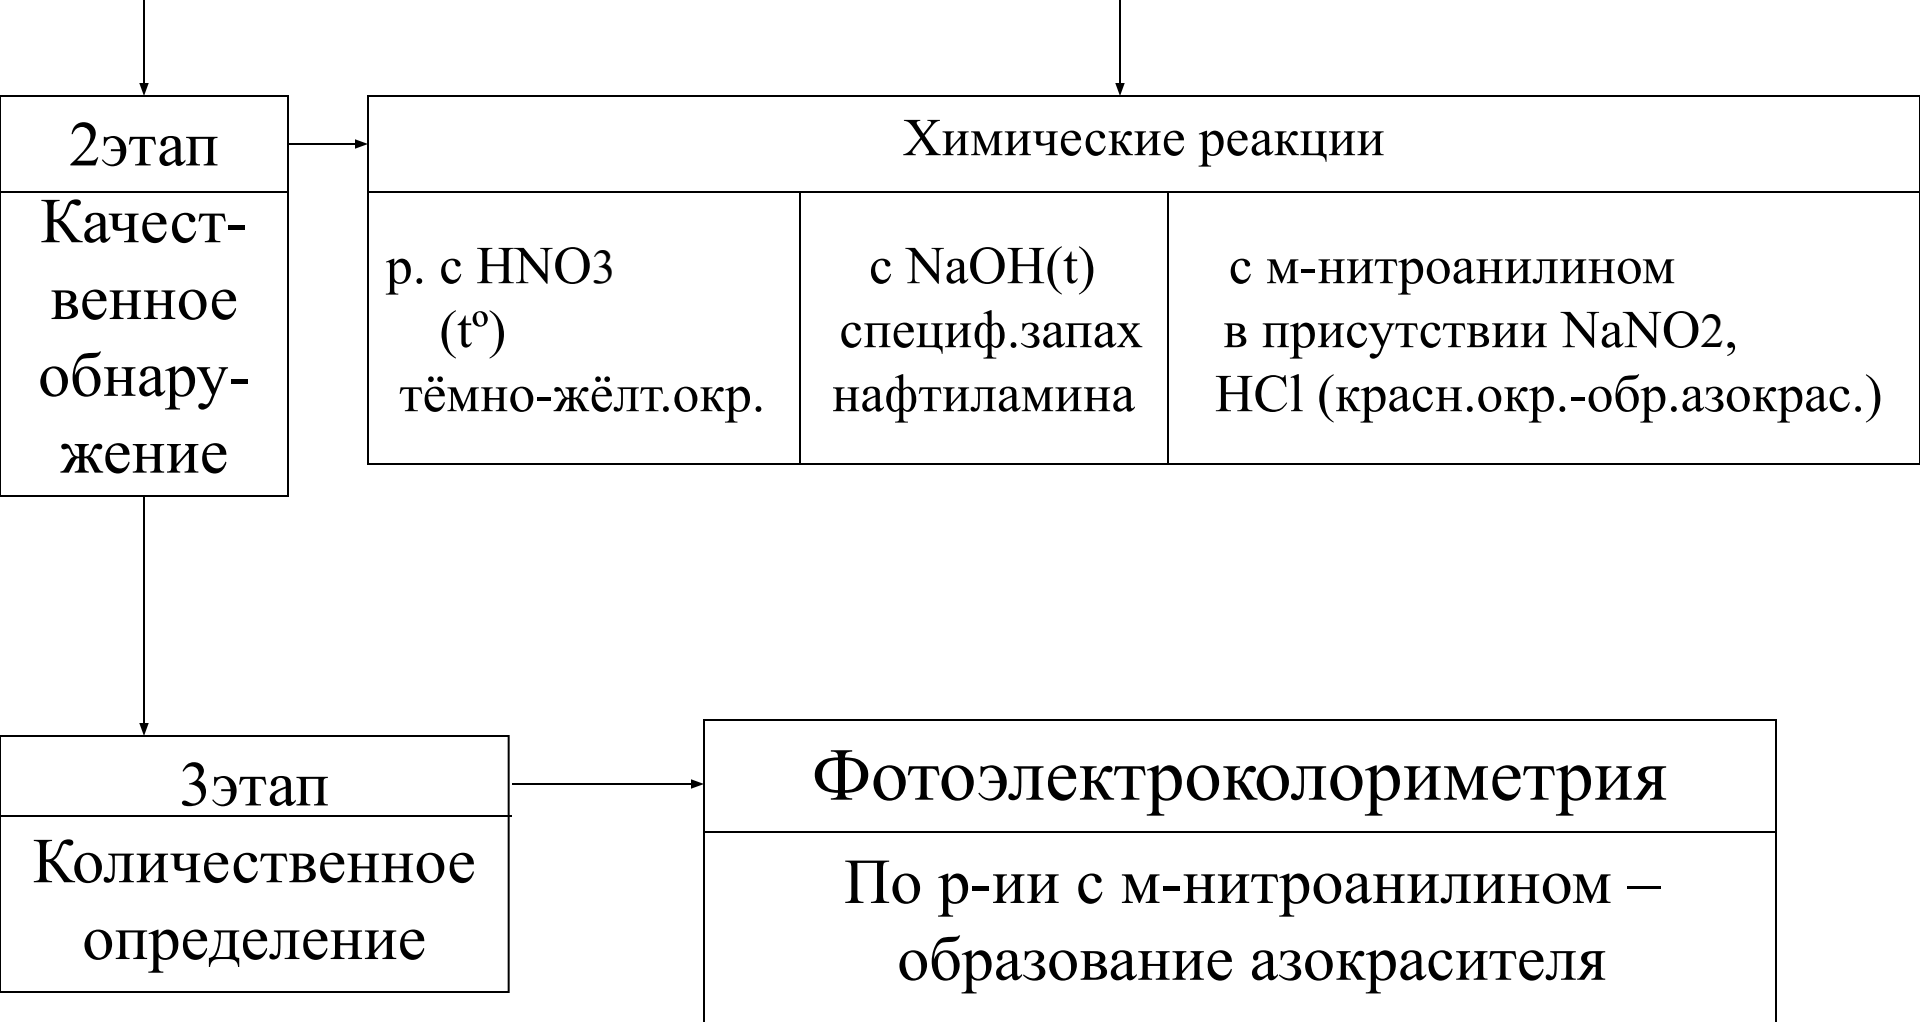 2этап
Качест-
венное
обнару-
жение
Химические реакции
р. с HNO3
(tº)
тёмно-жёлт.окр.
с NaOH(t)
специф.запах
нафтиламина
с м-нитроанилином
в присутствии NaNO2,
HCl (красн.окр.-обр.азокрас.)
3этап
Количественное
определение
Фотоэлектроколориметрия
По р-ии с м-нитроанилином –
образование азокрасителя